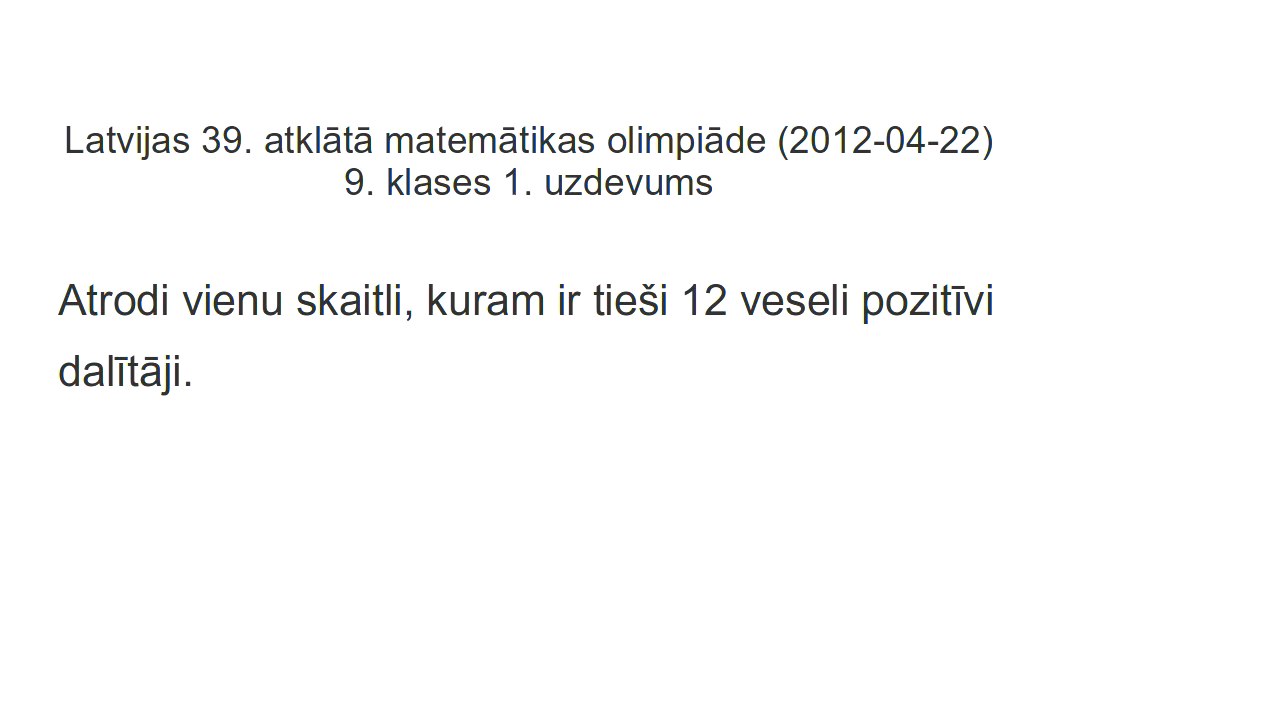 Latvijas 39. atklātā matemātikas olimpiāde (2012-04-22)
9. klases 1. uzdevums
Atrodi vienu skaitli, kuram ir tieši 12 veseli pozitīvi
dalītāji.